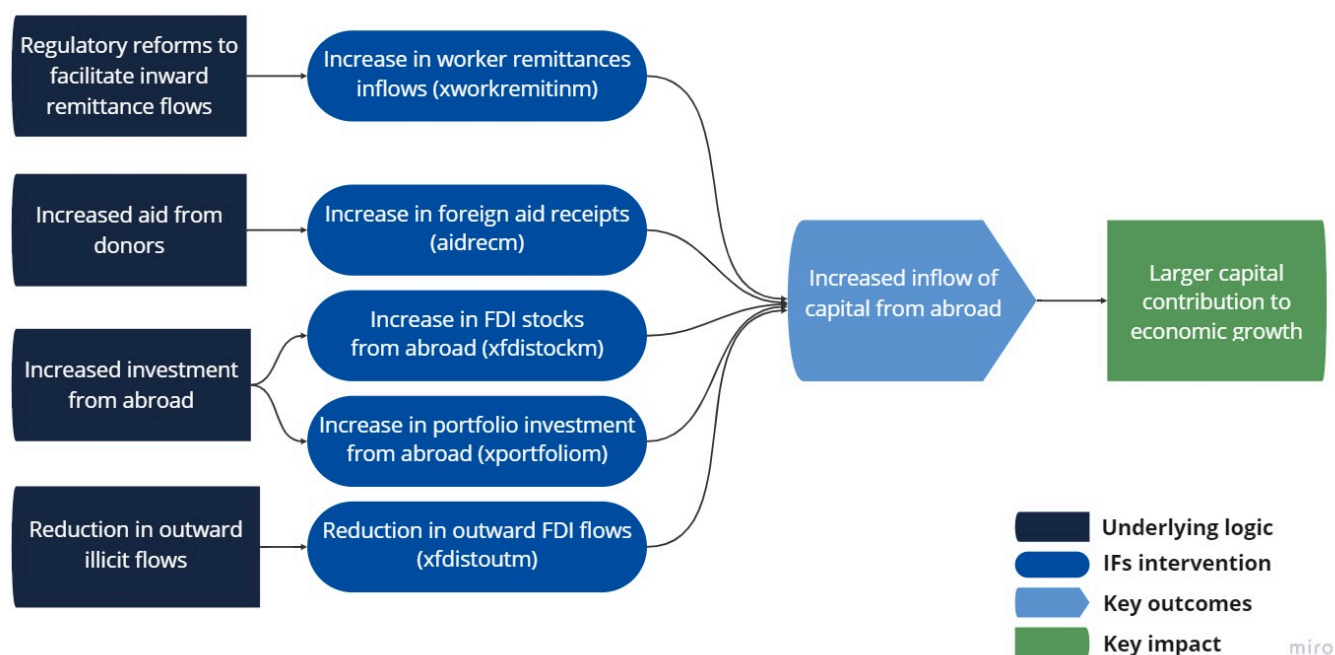 Regulatory reforms to
facilitate inward
remittance flows
Increase in worker remittances
inflows (xworkremitinm)
Increased aid from
donors
Increase in foreign aid receipts
(aidrecm)
Increased investment
from abroad
Increase in FDI stocks
from abroad (xfdistockm)
Increase in portfolio investment
from abroad (xportfoliom)
Reduction in outward
illicit flows
Reduction in outward FDI flows
(xfdistoutm)
Increased inflow of
capital from abroad
Larger capital
contribution to
economic growth
Underlying logic
IFs intervention
Key outcomes
Key impact
miro